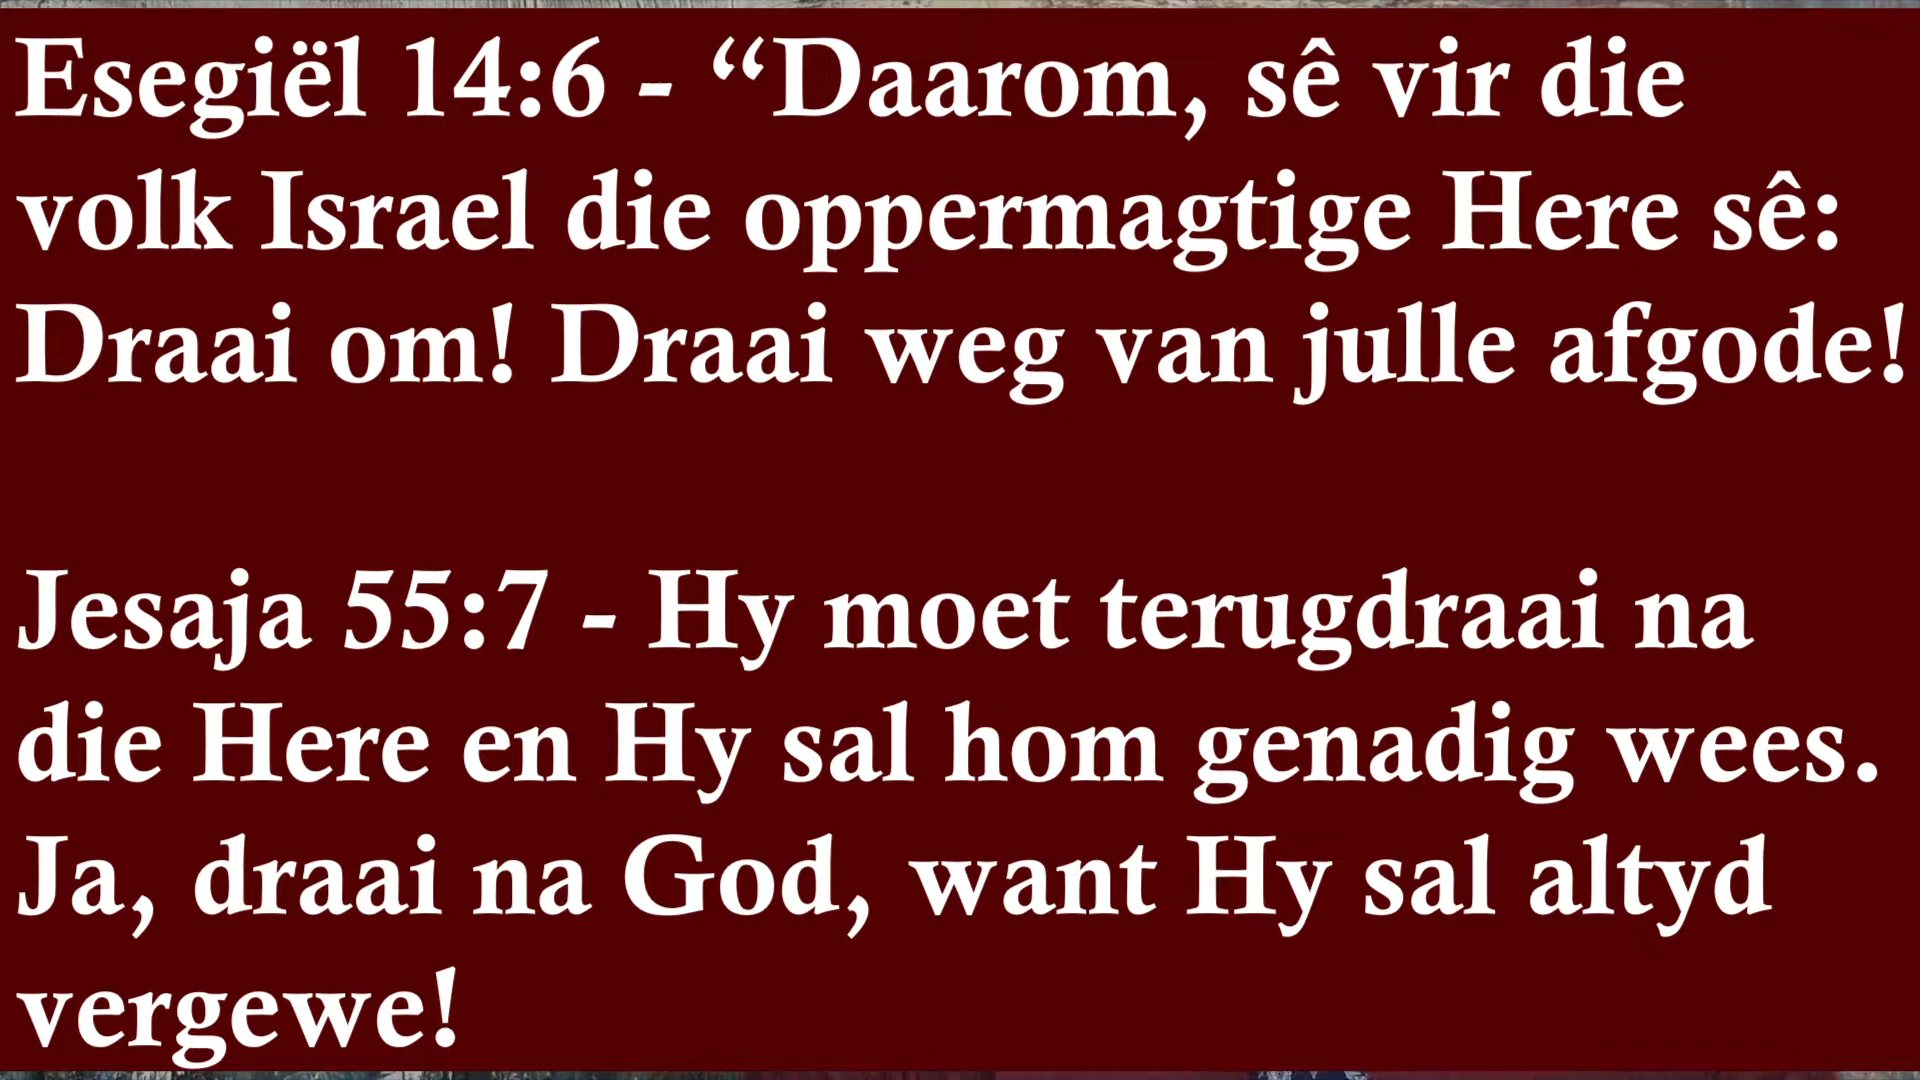 Esegiël 14:6 - “Daarom, sê vir die
volk Israel die oppermagtige Here sê:
Draai om! Draai weg van julle afgode!
Jesaja 55:7 - Hy moet terugdraai na
die Here en Hy sal hom genadig wees.
Ja, draai na God, want Hy sal altyd
vergewe!